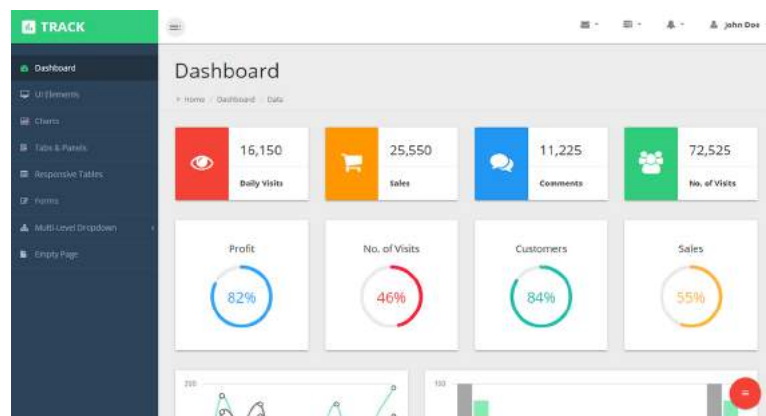 TRACK
John Doe
Dashboard
UI Elements
Charts
Tabs & Panels
Responsive Tables
Forms
Multi-Level Dropdown
Empty Page
Dashboard
Home / Dashboard / Data
16,150
Daily Visits
25,550
Sales
11,225
Comments
72,525
No. of Visits
Profit
82%
No. of Visits
46%
Customers
84%
Sales
55%
200
100